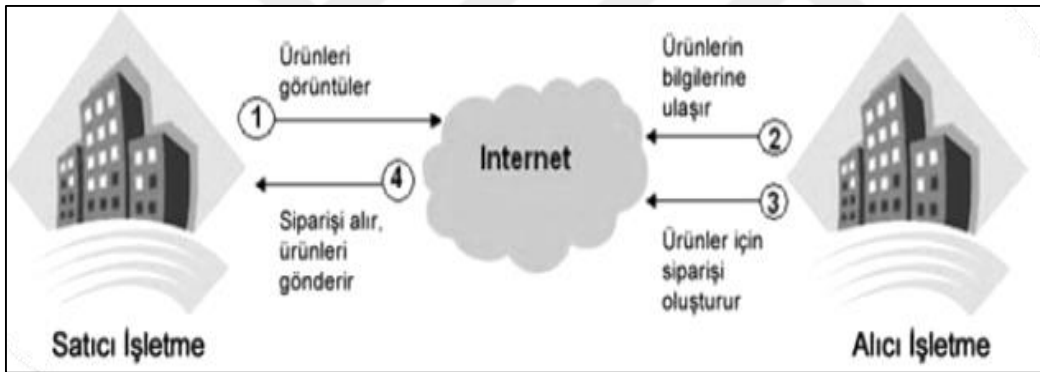 Ürünleri
görüntüler
1
4
Siparişi alır,
ürünleri
gönderir
Satıcı İşletme
Internet
Ürünlerin
bilgilerine
ulaşır
2
3
Ürünler için
siparişi
oluşturur
Alıcı İşletme